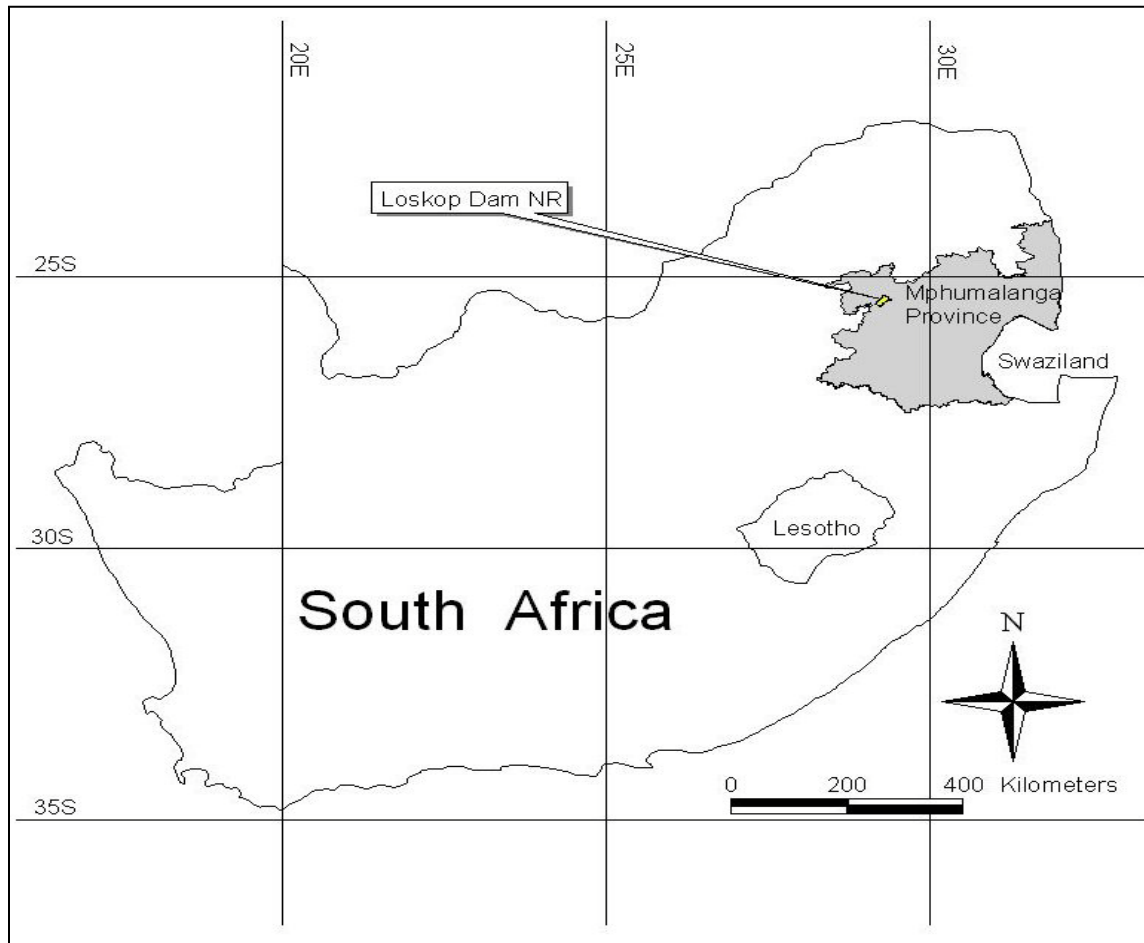 20E
25E
30E
Loskop Dam NR
25S
Mphumalanga
Province
Swaziland
Lesotho
30S
South Africa
N
0 200 400 Kilometers
35S